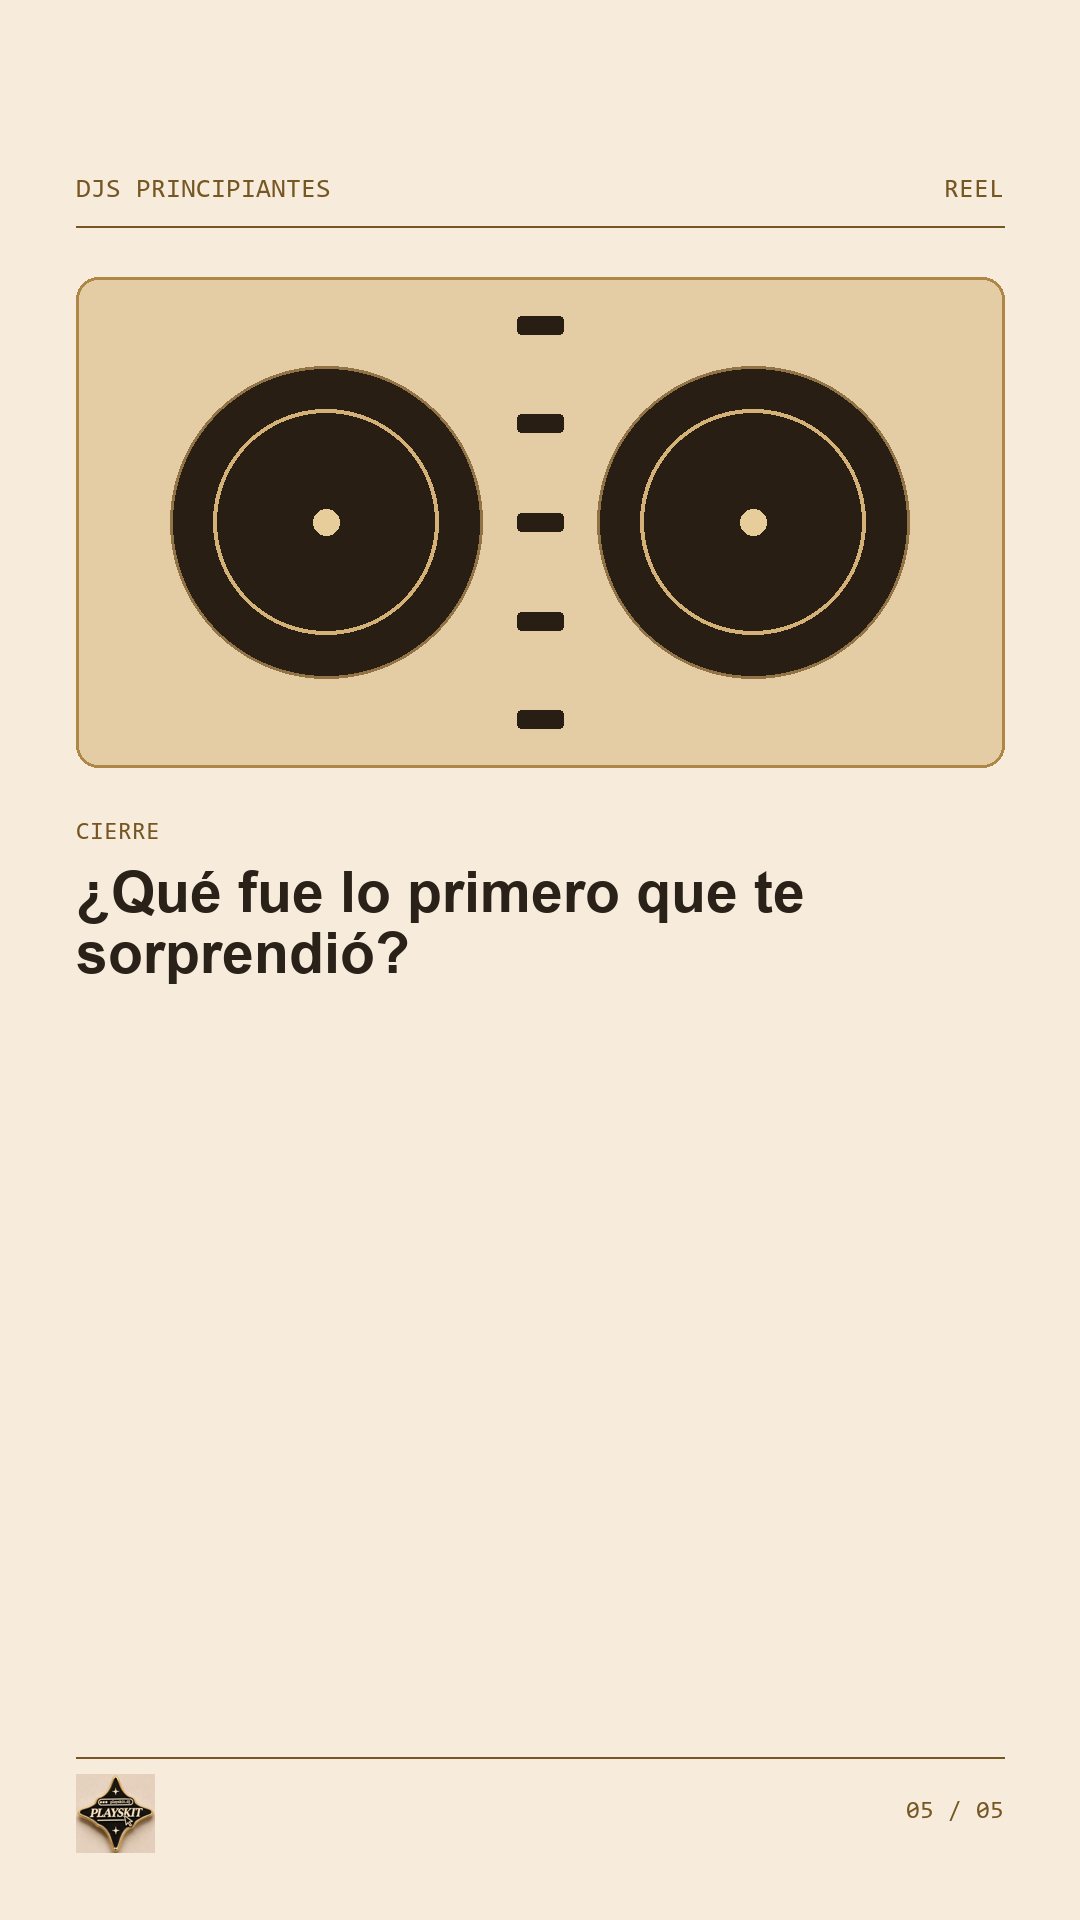 DJS PRINCIPIANTES
REEL
CIERRE
¿Qué fue lo primero que te
sorprendió?
PLAYSKIT
05 / 05